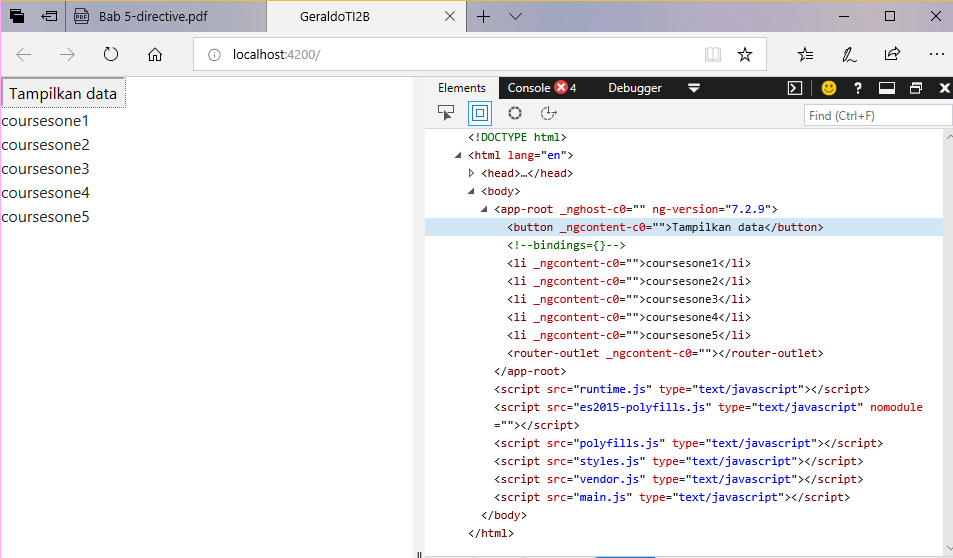 Bab 5-directive.pdf
GeraldoTI2B
localhost:4200/
Tampilkan data
coursesone1
coursesone2
coursesone3
coursesone4
coursesone5
Elements Console 4 Debugger
Find (Ctrl+F)
<!DOCTYPE html>
<html lang="en">
<head>…</head>
<body>
<app-root _nghost-c0="" ng-version="7.2.9">
<button _ngcontent-c0="">Tampilkan data</button>
<!--bindings={}-->
<li _ngcontent-c0="">coursesone1</li>
<li _ngcontent-c0="">coursesone2</li>
<li _ngcontent-c0="">coursesone3</li>
<li _ngcontent-c0="">coursesone4</li>
<li _ngcontent-c0="">coursesone5</li>
<router-outlet _ngcontent-c0=""></router-outlet>
</app-root>
<script src="runtime.js" type="text/javascript"></script>
<script src="es2015-polyfills.js" type="text/javascript" nomodule
=""></script>
<script src="polyfills.js" type="text/javascript"></script>
<script src="styles.js" type="text/javascript"></script>
<script src="vendor.js" type="text/javascript"></script>
<script src="main.js" type="text/javascript"></script>
</body>
</html>